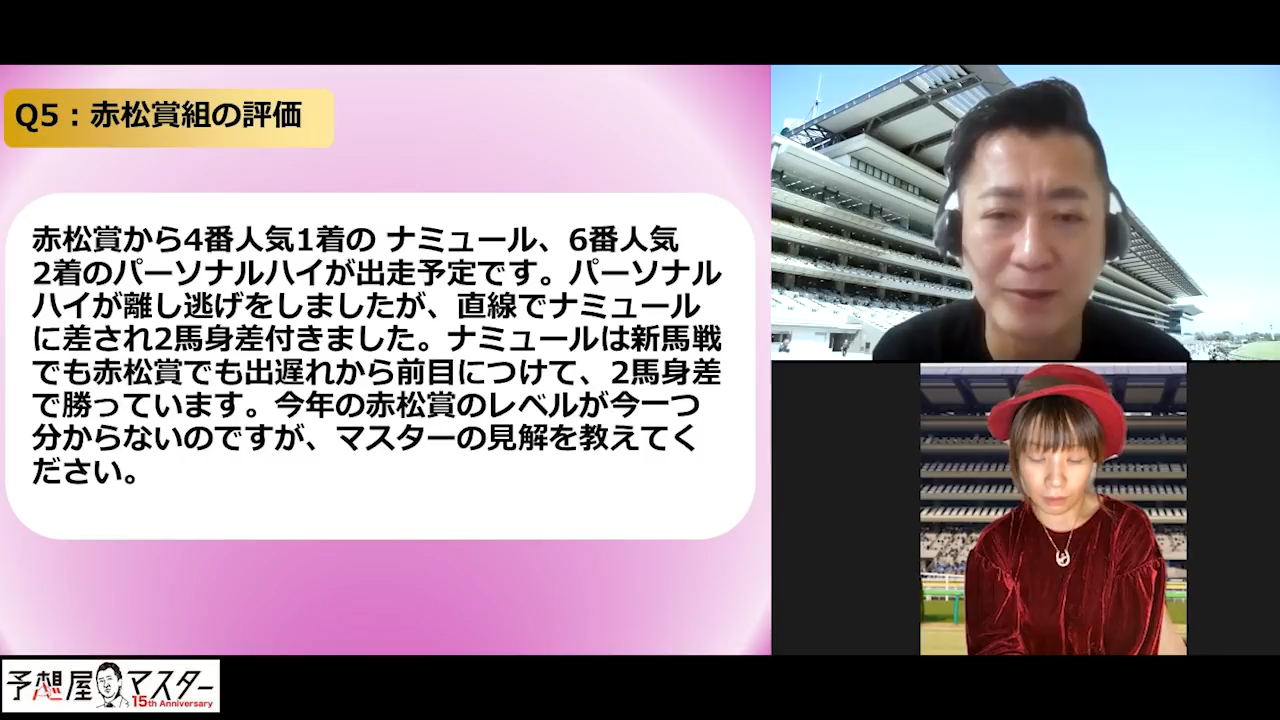 Q5：赤松賞組の評価
赤松賞から4番人気1着の ナミュール、6番人気
2着のパーソナルハイが出走予定です。パーソナル
ハイが離し逃げをしましたが、直線でナミュール
に差され2馬身差付きました。ナミュールは新馬戦
でも赤松賞でも出遅れから前目につけて、2馬身差
で勝っています。今年の赤松賞のレベルが今一つ
分からないのですが、マスターの見解を教えてく
ださい。
予想屋マスター
15th Anniversary